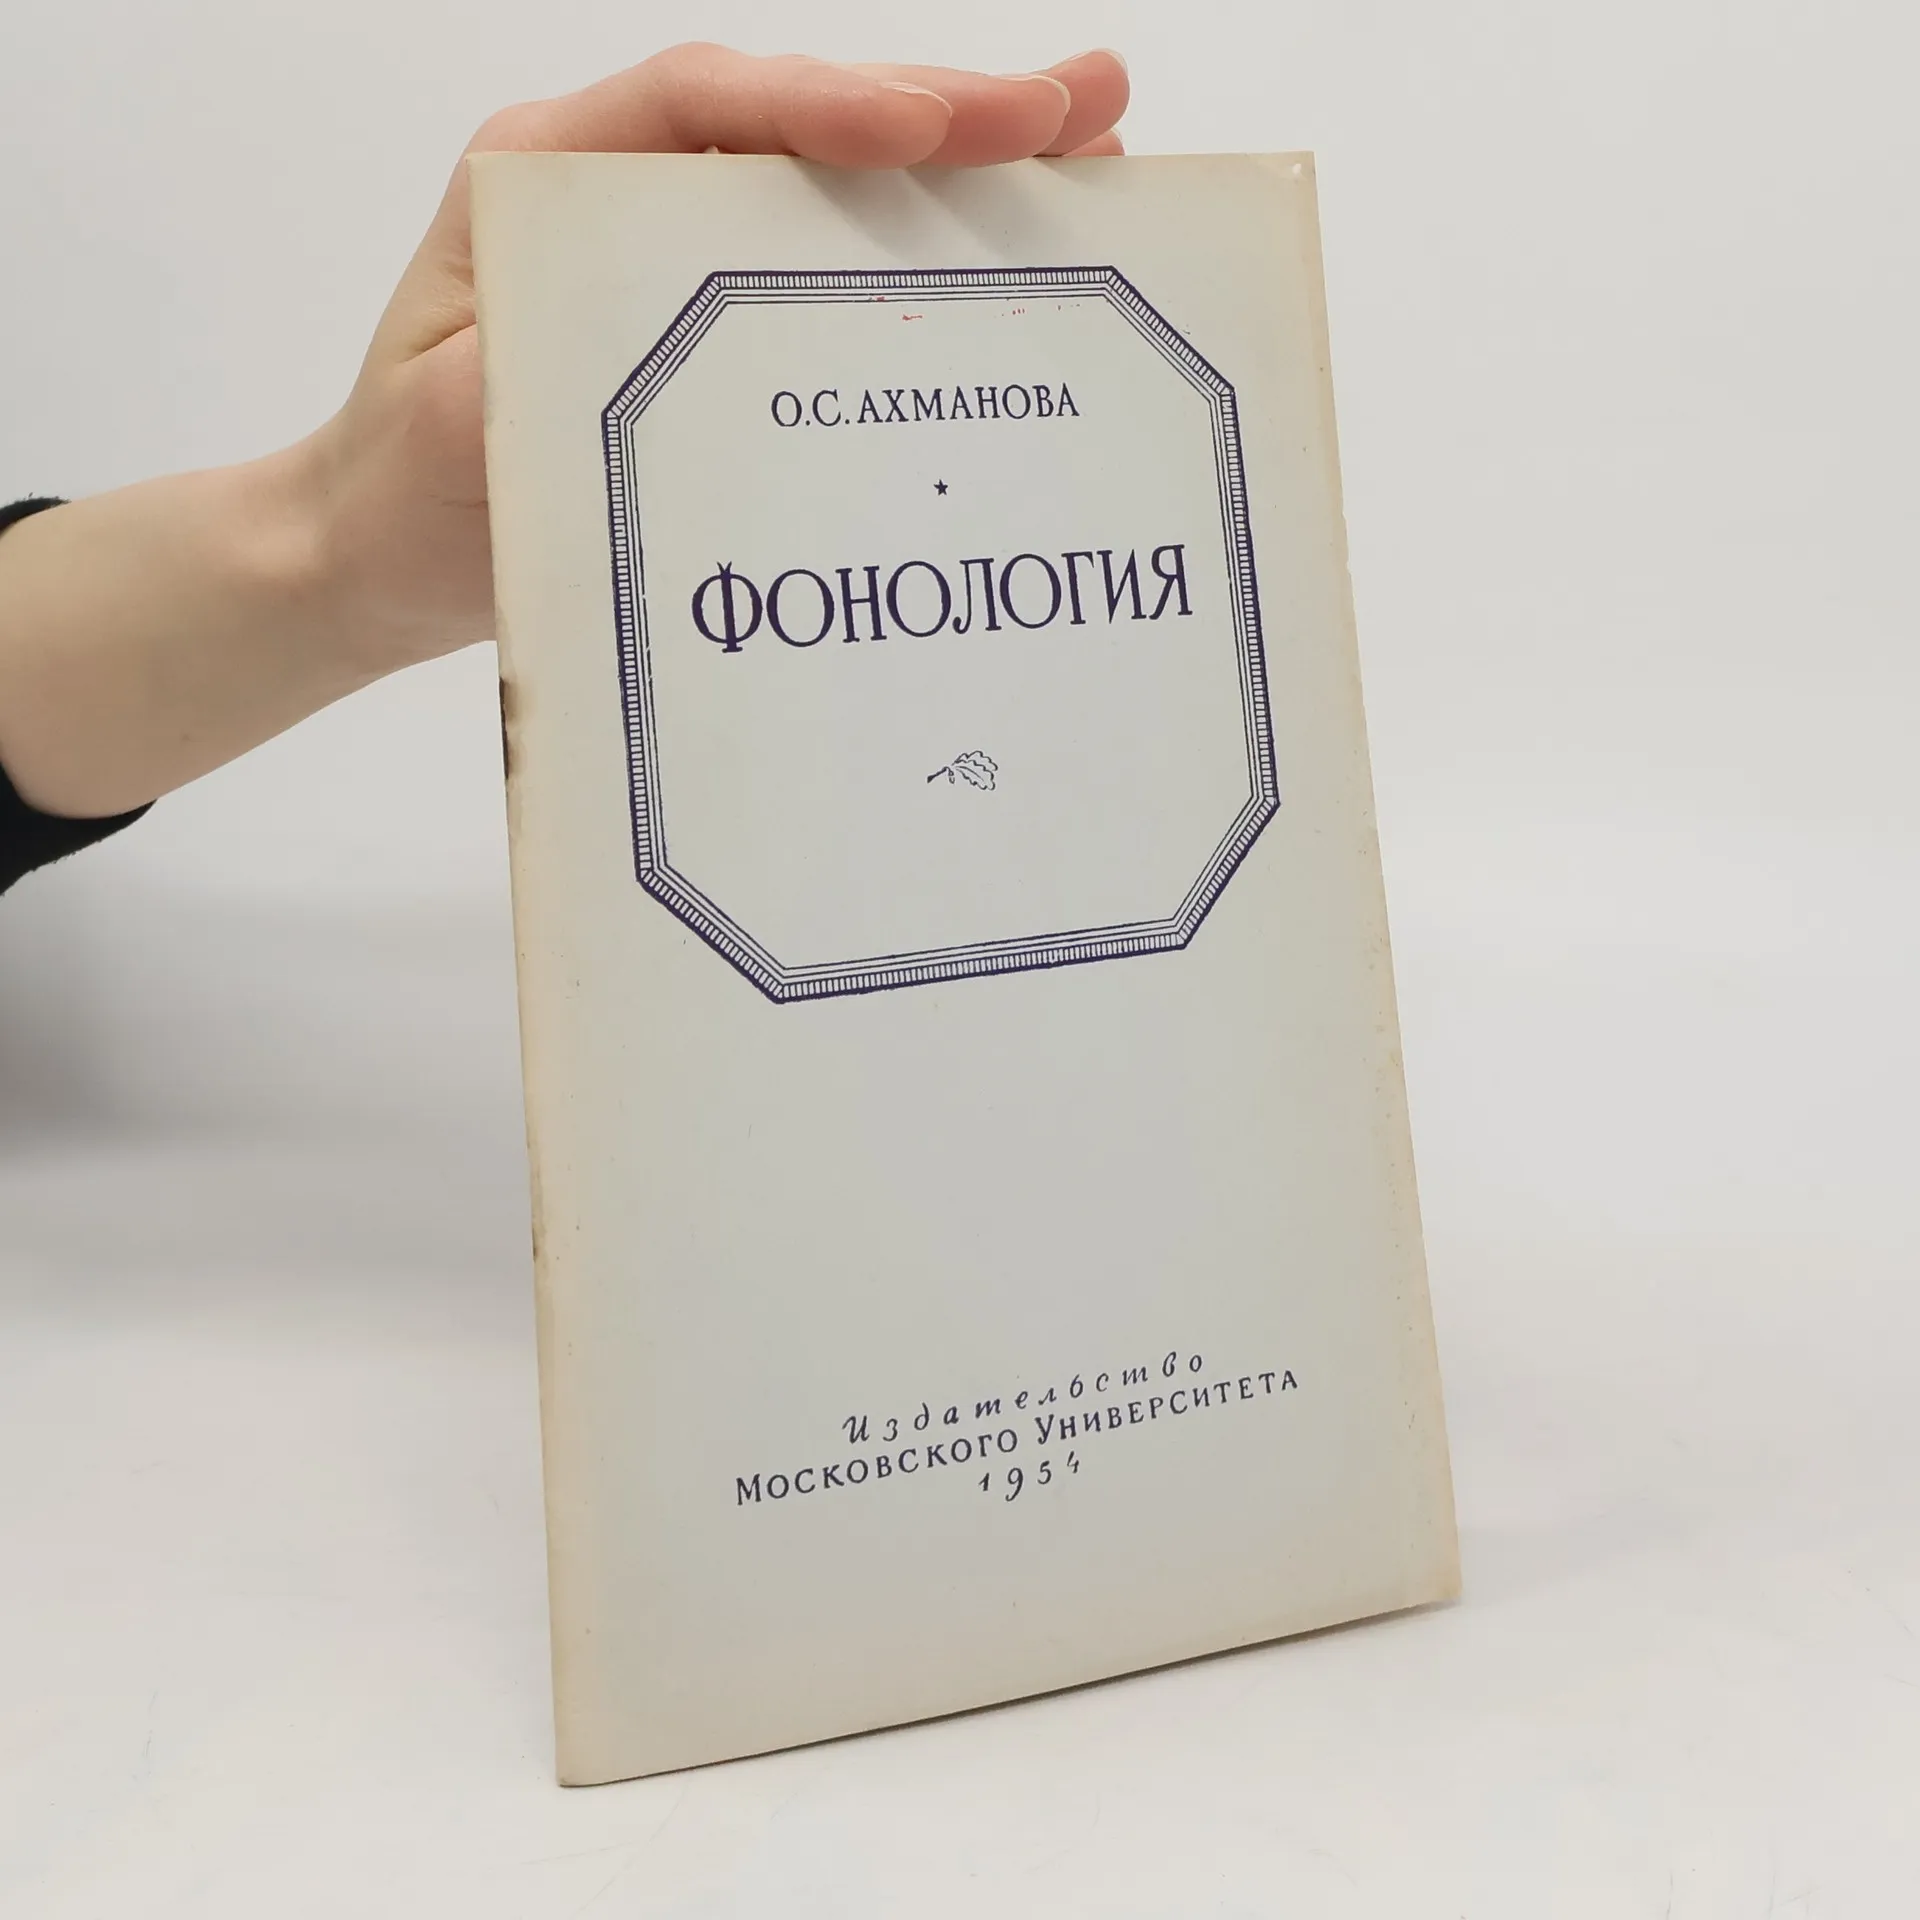 О.С. АХМАНОВА
ФОНОЛОГИЯ
Издательство
Московского Университета
1954